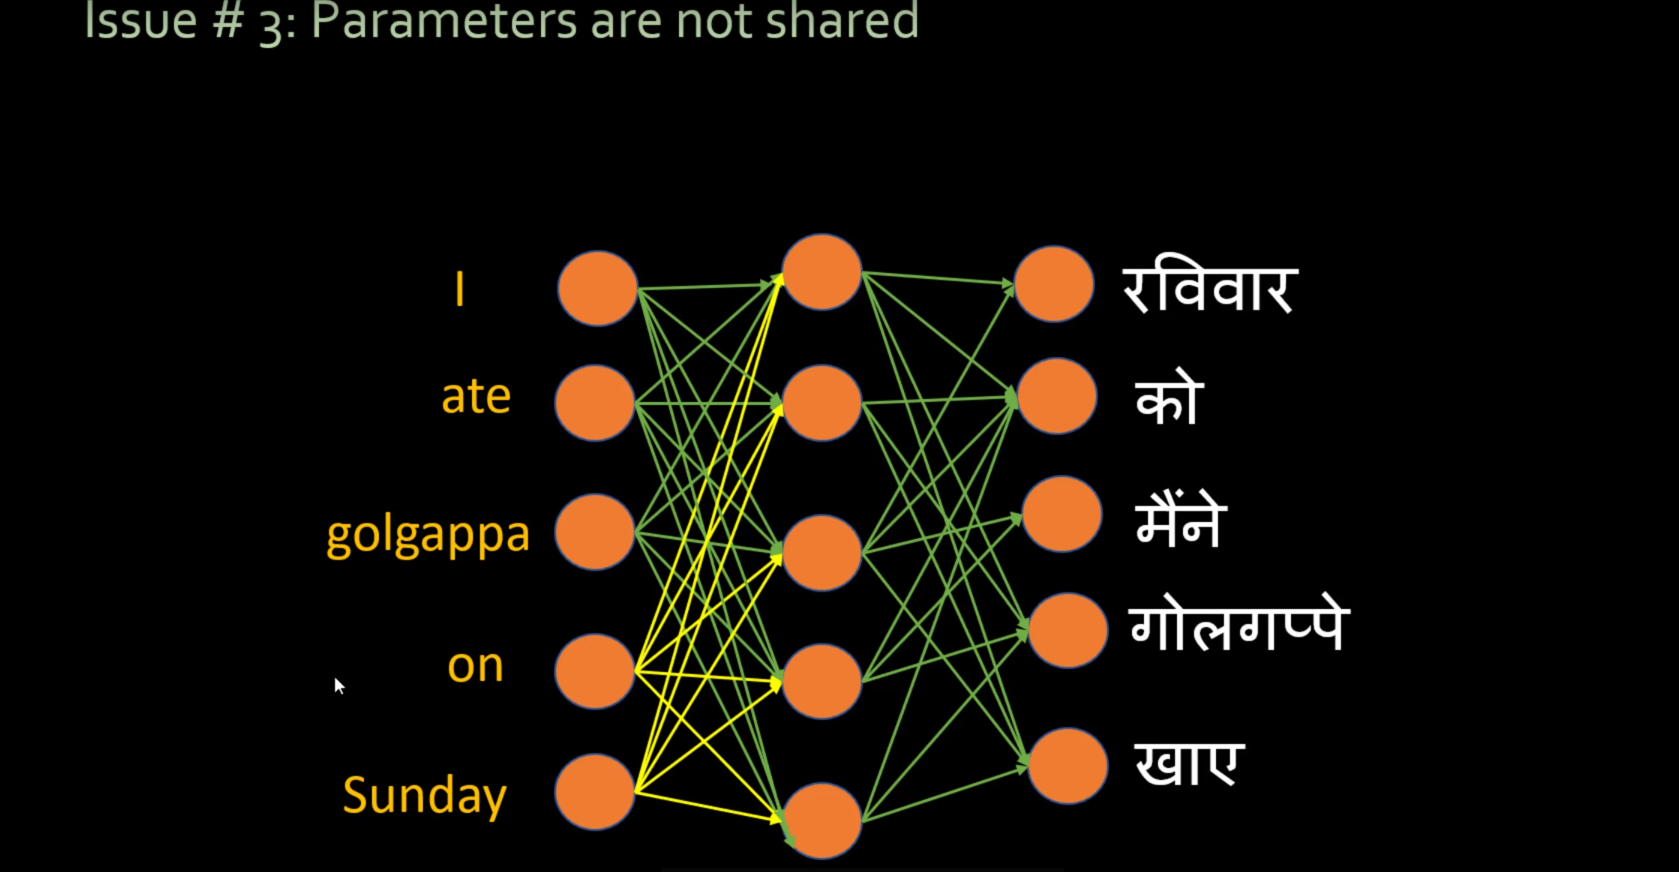 Issue # 3: Parameters are not shared
I
ate
golgappa
on
Sunday
रविवार
को
मैंने
गोलगप्पे
खाए